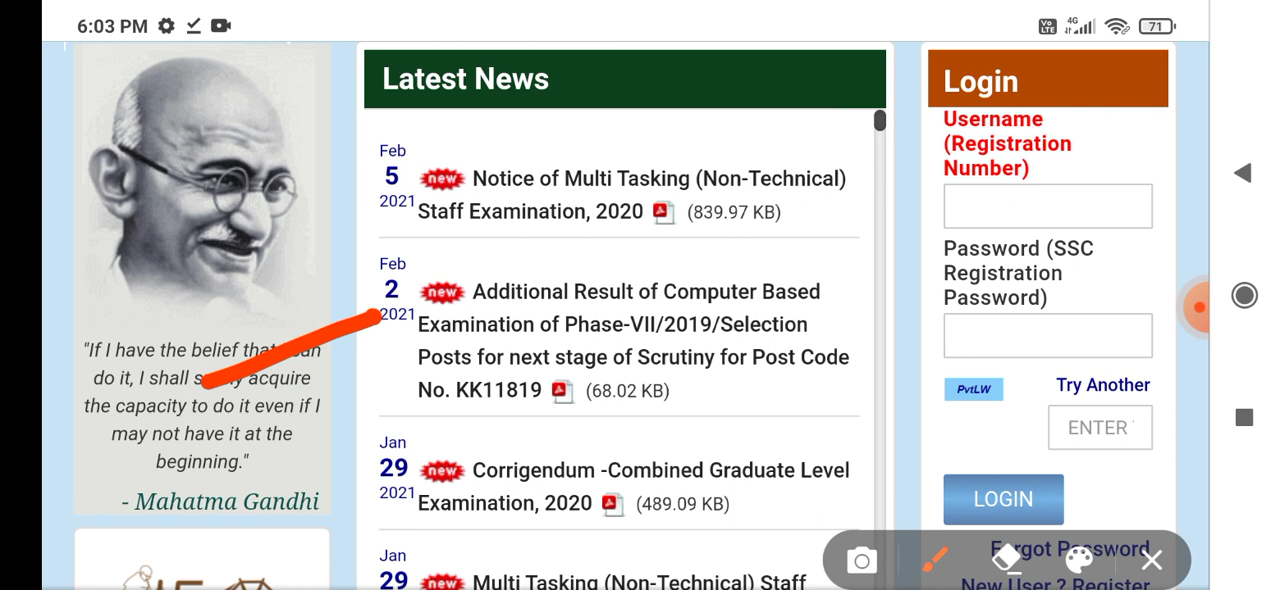 6:03 PM
Vo LTE 4G 71
Latest News
Feb
5
2021
new Notice of Multi Tasking (Non-Technical)
Staff Examination, 2020 (839.97 KB)
Feb
2
2021
new Additional Result of Computer Based
Examination of Phase-VII/2019/Selection
Posts for next stage of Scrutiny for Post Code
No. KK11819 (68.02 KB)
Jan
29
2021
new Corrigendum -Combined Graduate Level
Examination, 2020 (489.09 KB)
Jan
29
new Multi Tasking (Non-Technical) Staff
"If I have the belief that can
do it, I shall acquire
the capacity to do it even if I
may not have it at the
beginning."
- Mahatma Gandhi
Login
Username
(Registration
Number)
Password (SSC
Registration
Password)
PvtLW
Try Another
ENTER
LOGIN
Forgot Password
New User ? Register